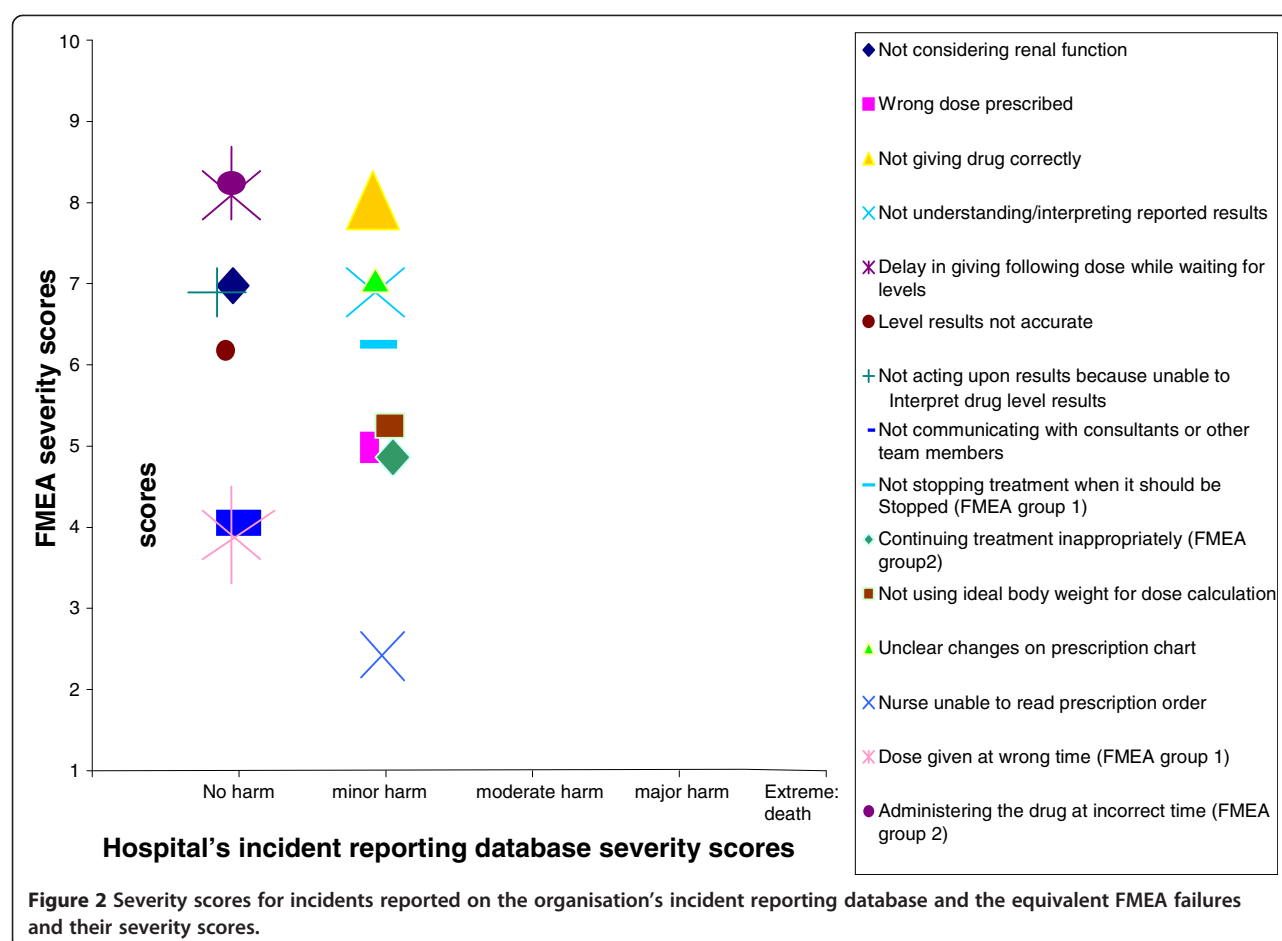 10
9
8
7
6
5
4
3
2
1
FMEA severity scores
scores
No harm
minor harm
moderate harm
major harm
Extreme:
death
Hospital's incident reporting database severity scores
Not considering renal function
Wrong dose prescribed
Not giving drug correctly
Not understanding/interpreting reported results
Delay in giving following dose while waiting for
levels
Level results not accurate
Not acting upon results because unable to
Interpret drug level results
Not communicating with consultants or other
team members
Not stopping treatment when it should be
Stopped (FMEA group 1)
Continuing treatment inappropriately (FMEA
group2)
Not using ideal body weight for dose calculation
Unclear changes on prescription chart
Nurse unable to read prescription order
Dose given at wrong time (FMEA group 1)
Administering the drug at incorrect time (FMEA
group 2)
Figure 2 Severity scores for incidents reported on the organisation's incident reporting database and the equivalent FMEA failures
and their severity scores.